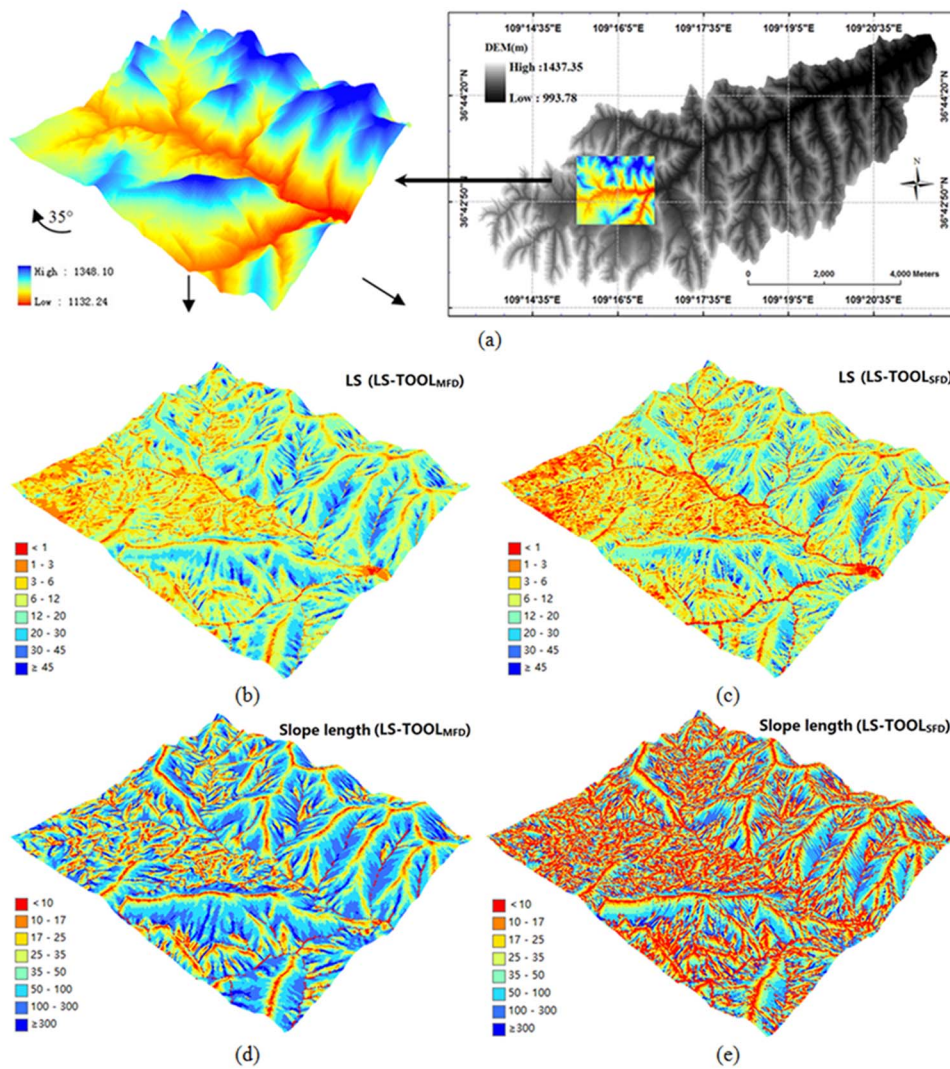 109°14'35"E 109°16'5"E 109°17'35"E 109°19'5"E 109°20'35"E
DEM(m)
High :1437.35
Low : 993.78
36°44'20"N
36°42'50"N
36°44'20"N
36°42'50"N
N
0 2,000 4,000 Meters
109°14'35"E 109°16'5"E 109°17'35"E 109°19'5"E 109°20'35"E
35°
High : 1348.10
Low : 1132.24
(a)
LS (LS-TOOLMFD)
< 1
1 - 3
3 - 6
6 - 12
12 - 20
20 - 30
30 - 45
≥ 45
(b)
LS (LS-TOOLSFD)
< 1
1 - 3
3 - 6
6 - 12
12 - 20
20 - 30
30 - 45
≥ 45
(c)
Slope length (LS-TOOLMFD)
<10
10 - 17
17 - 25
25 - 35
35 - 50
50 - 100
100 - 300
≥300
(d)
Slope length (LS-TOOLSFD)
<10
10 - 17
17 - 25
25 - 35
35 - 50
50 - 100
100 - 300
≥300
(e)